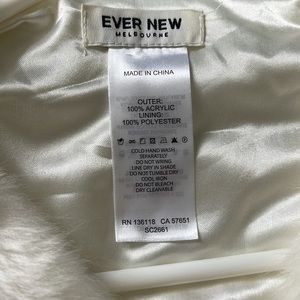 EVER NEW
MELBOURNE
MADE IN CHINA
OUTER:
100% ACRYLIC
LINING:
100% POLYESTER
COLD HAND WASH
SEPARATELY
DO NOT WRING
LINE DRY IN SHADE
DO NOT TUMBLE DRY
COOL IRON
DO NOT BLEACH
DRY CLEANABLE
RN 136118 CA 57651
SC2661